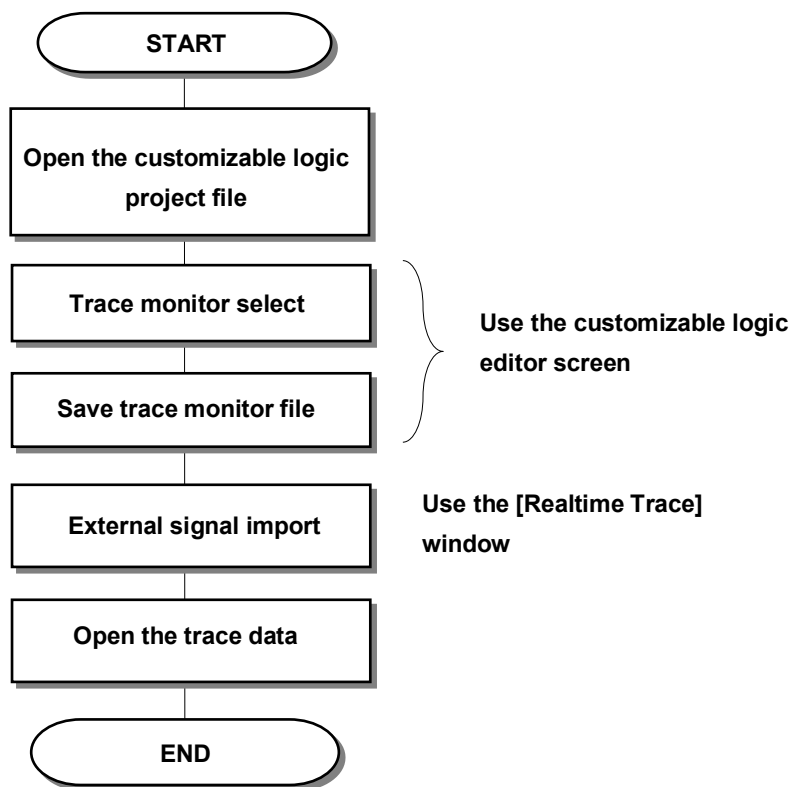 START
Open the customizable logic
project file
Trace monitor select
Use the customizable logic
editor screen
Save trace monitor file
External signal import
Use the [Realtime Trace]
window
Open the trace data
END